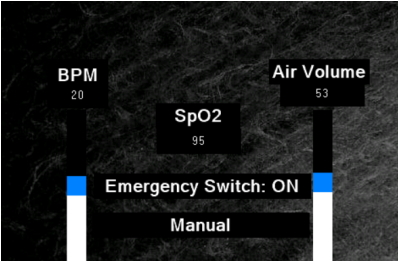 BPM
20
Air Volume
53
SpO2
95
Emergency Switch: ON
Manual